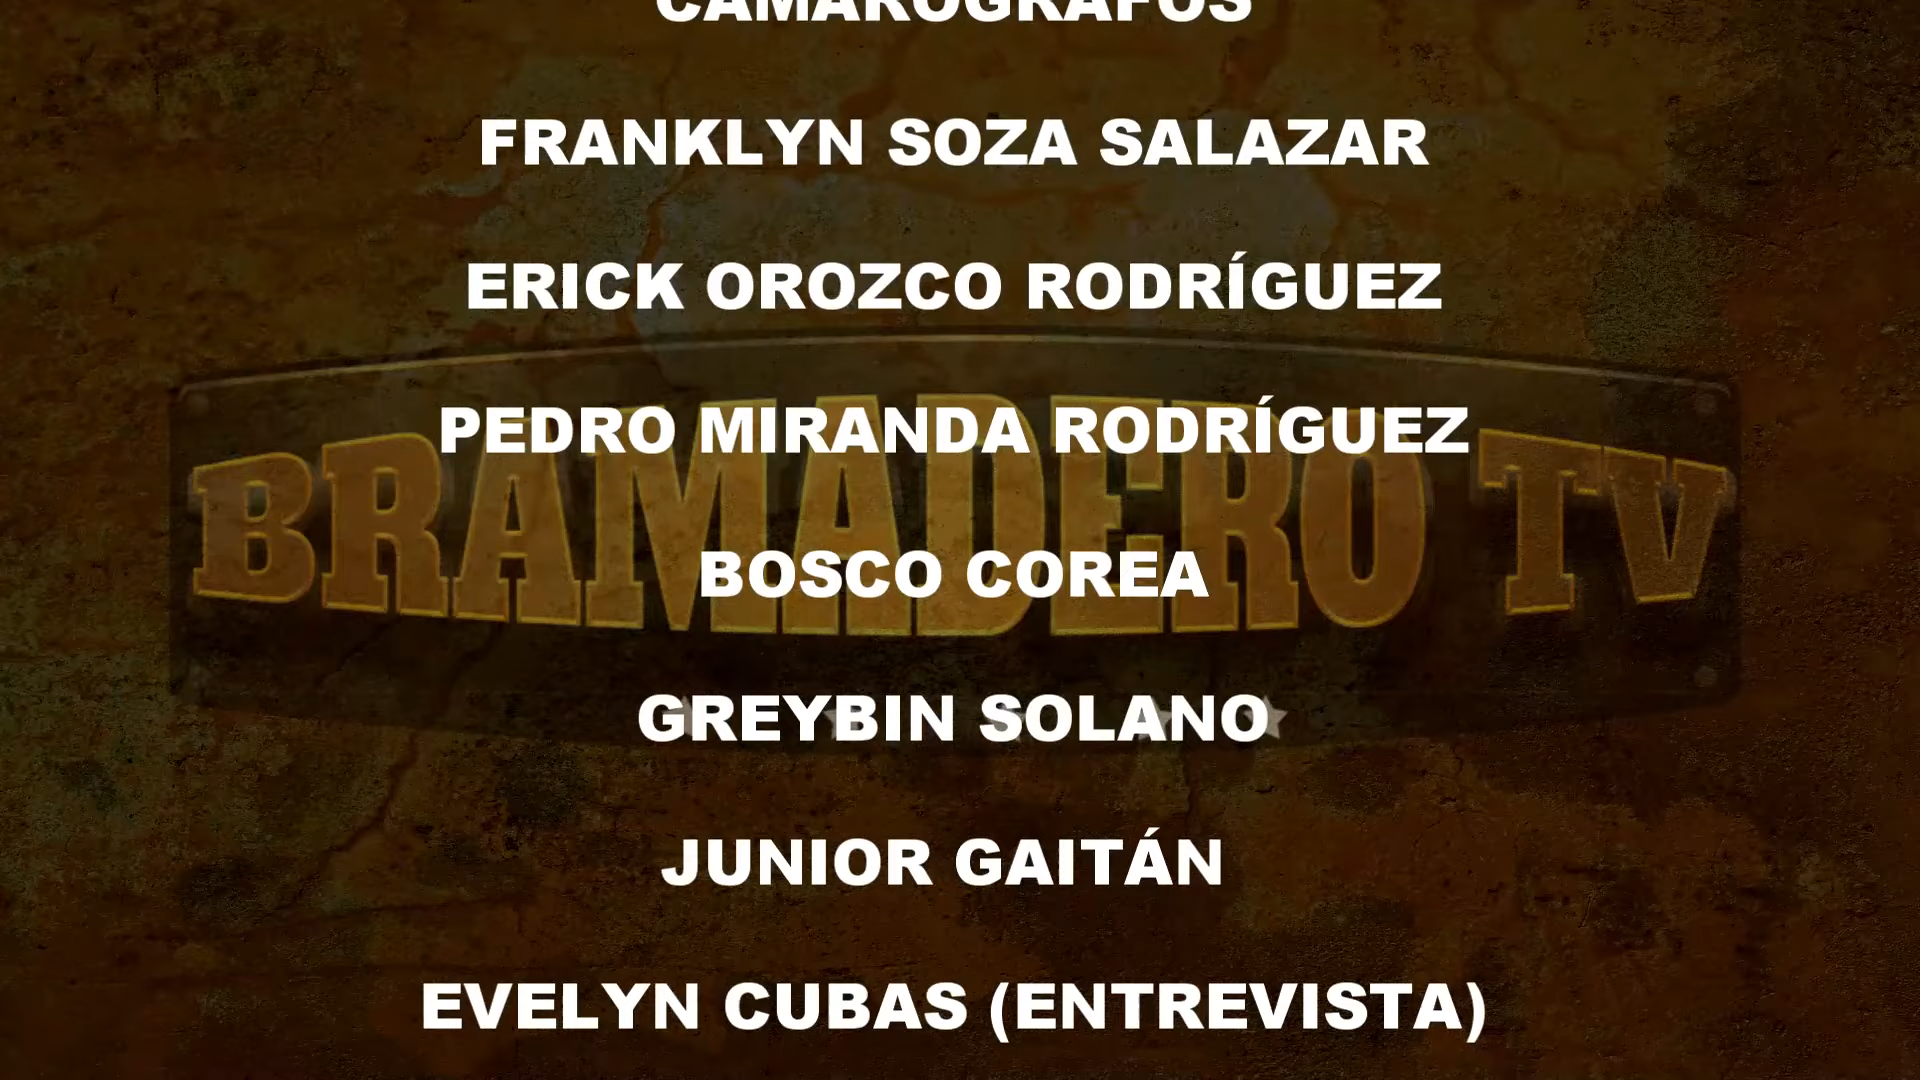 CAMARÓGRAFOS
FRANKLYN SOZA SALAZAR
ERICK OROZCO RODRÍGUEZ
PEDRO MIRANDA RODRÍGUEZ
BRAMADERO TV
BOSCO COREA
GREYBIN SOLANO
JUNIOR GAITÁN
EVELYN CUBAS (ENTREVISTA)